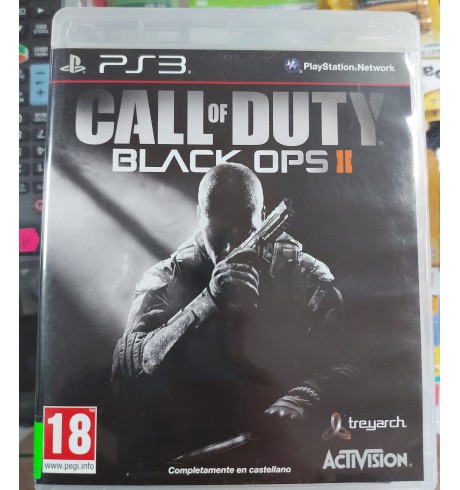 PS3
PlayStation®Network
CALL OF DUTY
BLACK OPS II
18
www.pegi.info
treyarch
ACTIVISION
Completamente en castellano